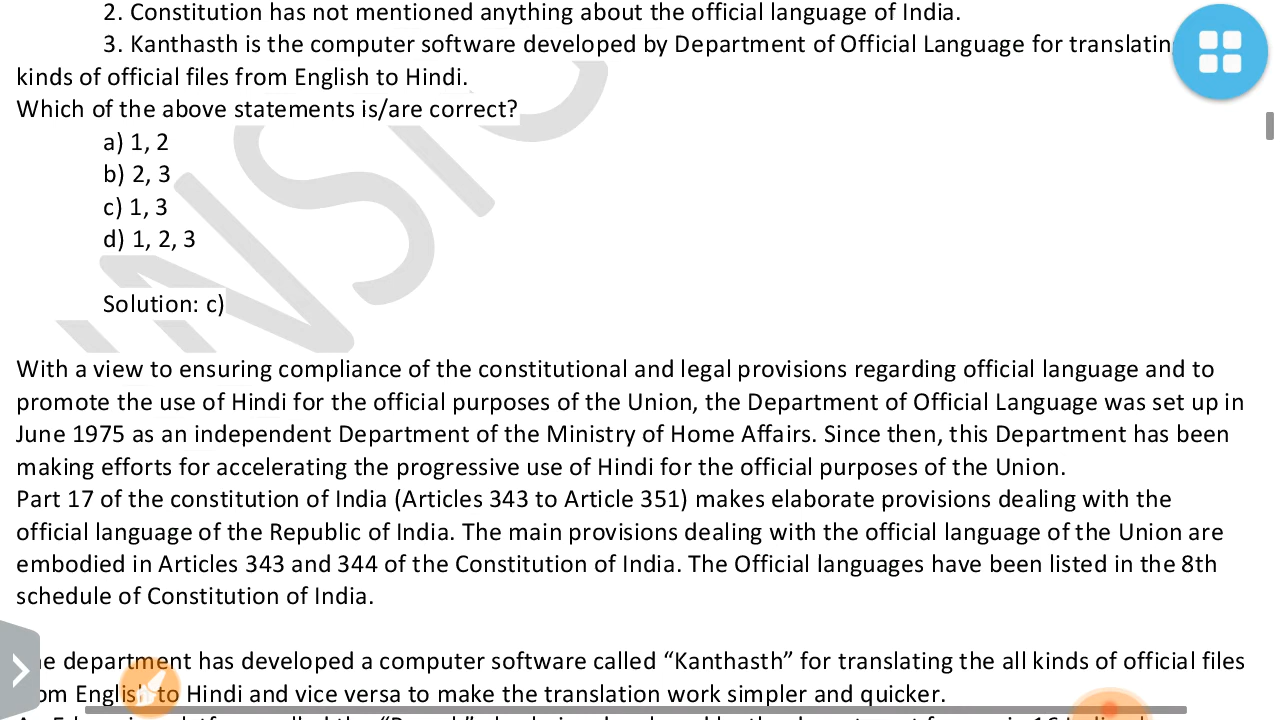 2. Constitution has not mentioned anything about the official language of India.
3. Kanthasth is the computer software developed by Department of Official Language for
kinds of official files from English to Hindi.
Which of the above statements is/are correct?
a) 1, 2
b) 2, 3
c) 1, 3
d) 1, 2, 3
Solution: c)
With a view to ensuring compliance of the constitutional and legal provisions regarding official language and to
promote the use of Hindi for the official purposes of the Union, the Department of Official Language was set up in
June 1975 as an independent Department of the Ministry of Home Affairs. Since then, this Department has been
making efforts for accelerating the progressive use of Hindi for the official purposes of the Union.
Part 17 of the constitution of India (Articles 343 to Article 351) makes elaborate provisions dealing with the
official language of the Republic of India. The main provisions dealing with the official language of the Union are
embodied in Articles 343 and 344 of the Constitution of India. The Official languages have been listed in the 8th
schedule of Constitution of India.
department has developed a computer software called “Kanthasth” for translating the all kinds of official files
to Hindi and vice versa to make the translation work simpler and quicker.